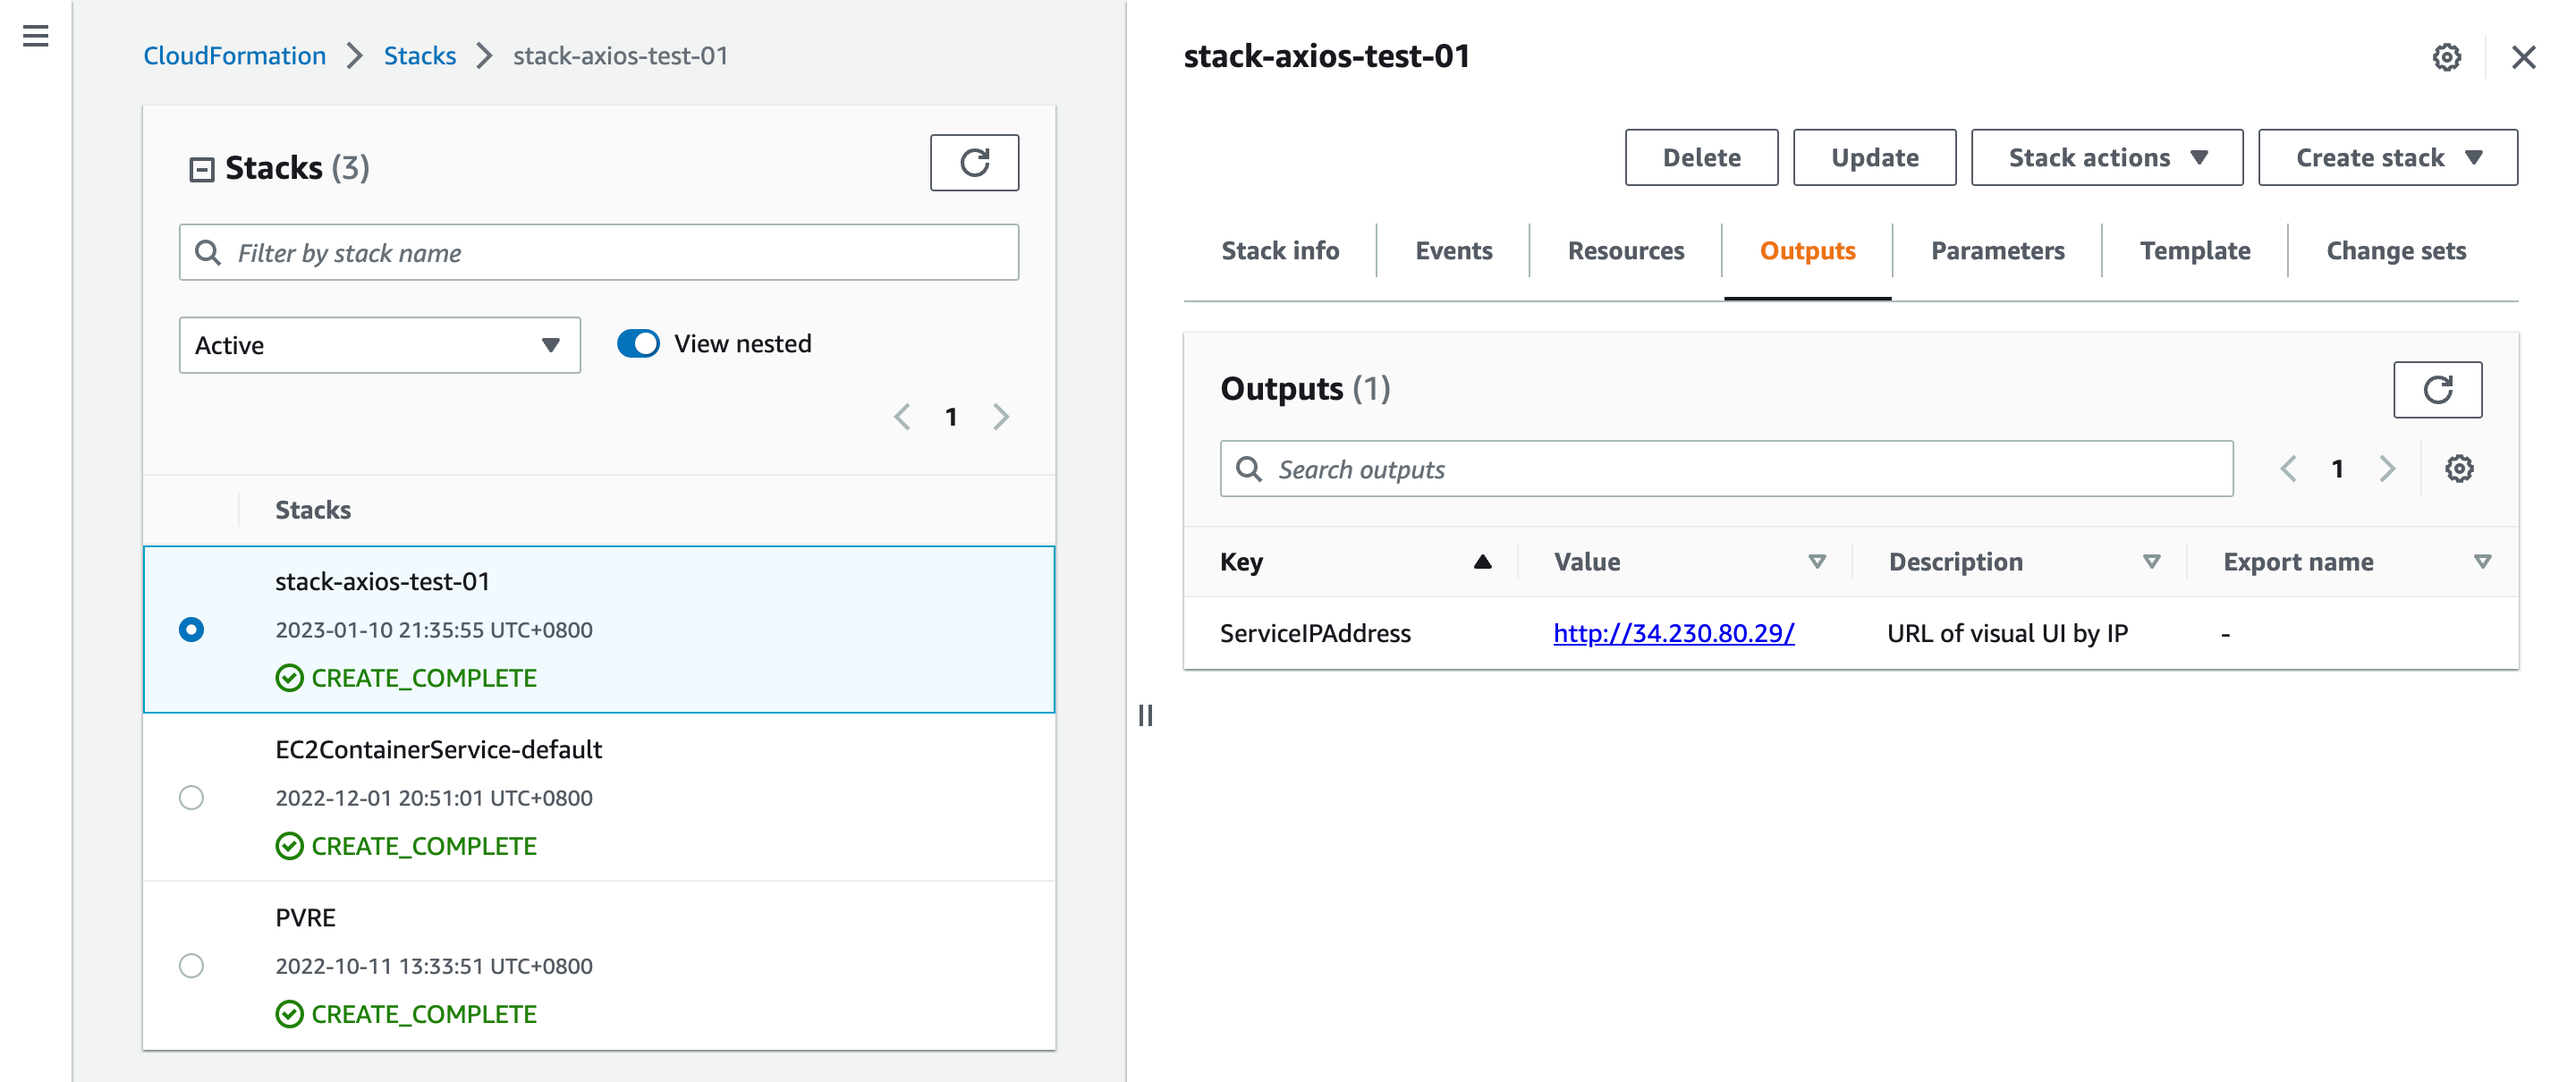 CloudFormation > Stacks > stack-axios-test-01
Stacks (3)
Filter by stack name
Active
View nested
1
Stacks
stack-axios-test-01
2023-01-10 21:35:55 UTC+0800
CREATE_COMPLETE
EC2ContainerService-default
2022-12-01 20:51:01 UTC+0800
CREATE_COMPLETE
PVRE
2022-10-11 13:33:51 UTC+0800
CREATE_COMPLETE
stack-axios-test-01
Delete Update Stack actions Create stack
Stack info Events Resources Outputs Parameters Template Change sets
Outputs (1)
Search outputs
1
Key Value Description Export name
ServiceIPAddress http://34.230.80.29/ URL of visual UI by IP -